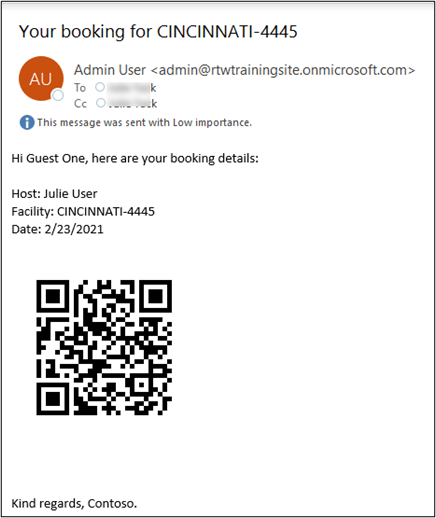 Your booking for CINCINNATI-4445
AU
Admin User <admin@rtwtrainingsite.onmicrosoft.com>
To
Cc
This message was sent with Low importance.
Hi Guest One, here are your booking details:
Host: Julie User
Facility: CINCINNATI-4445
Date: 2/23/2021
Kind regards, Contoso.